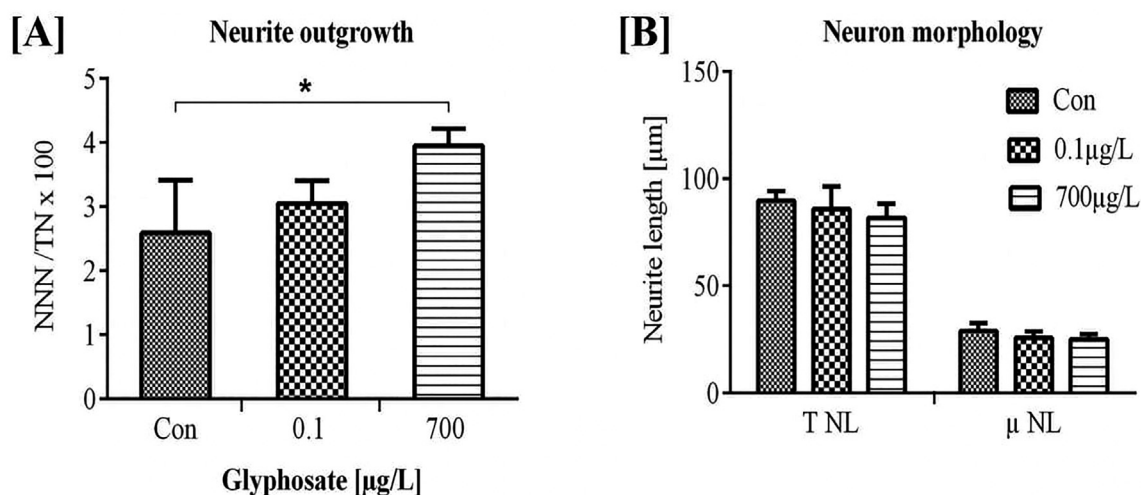 [A]
Neurite outgrowth
NNN /TN x 100
5
4
3
2
1
0
*
Con
0.1
700
Glyphosate [µg/L]
[B]
Neuron morphology
Neurite length [µm]
150
100
50
0
Con
0.1µg/L
700µg/L
T NL
µ NL